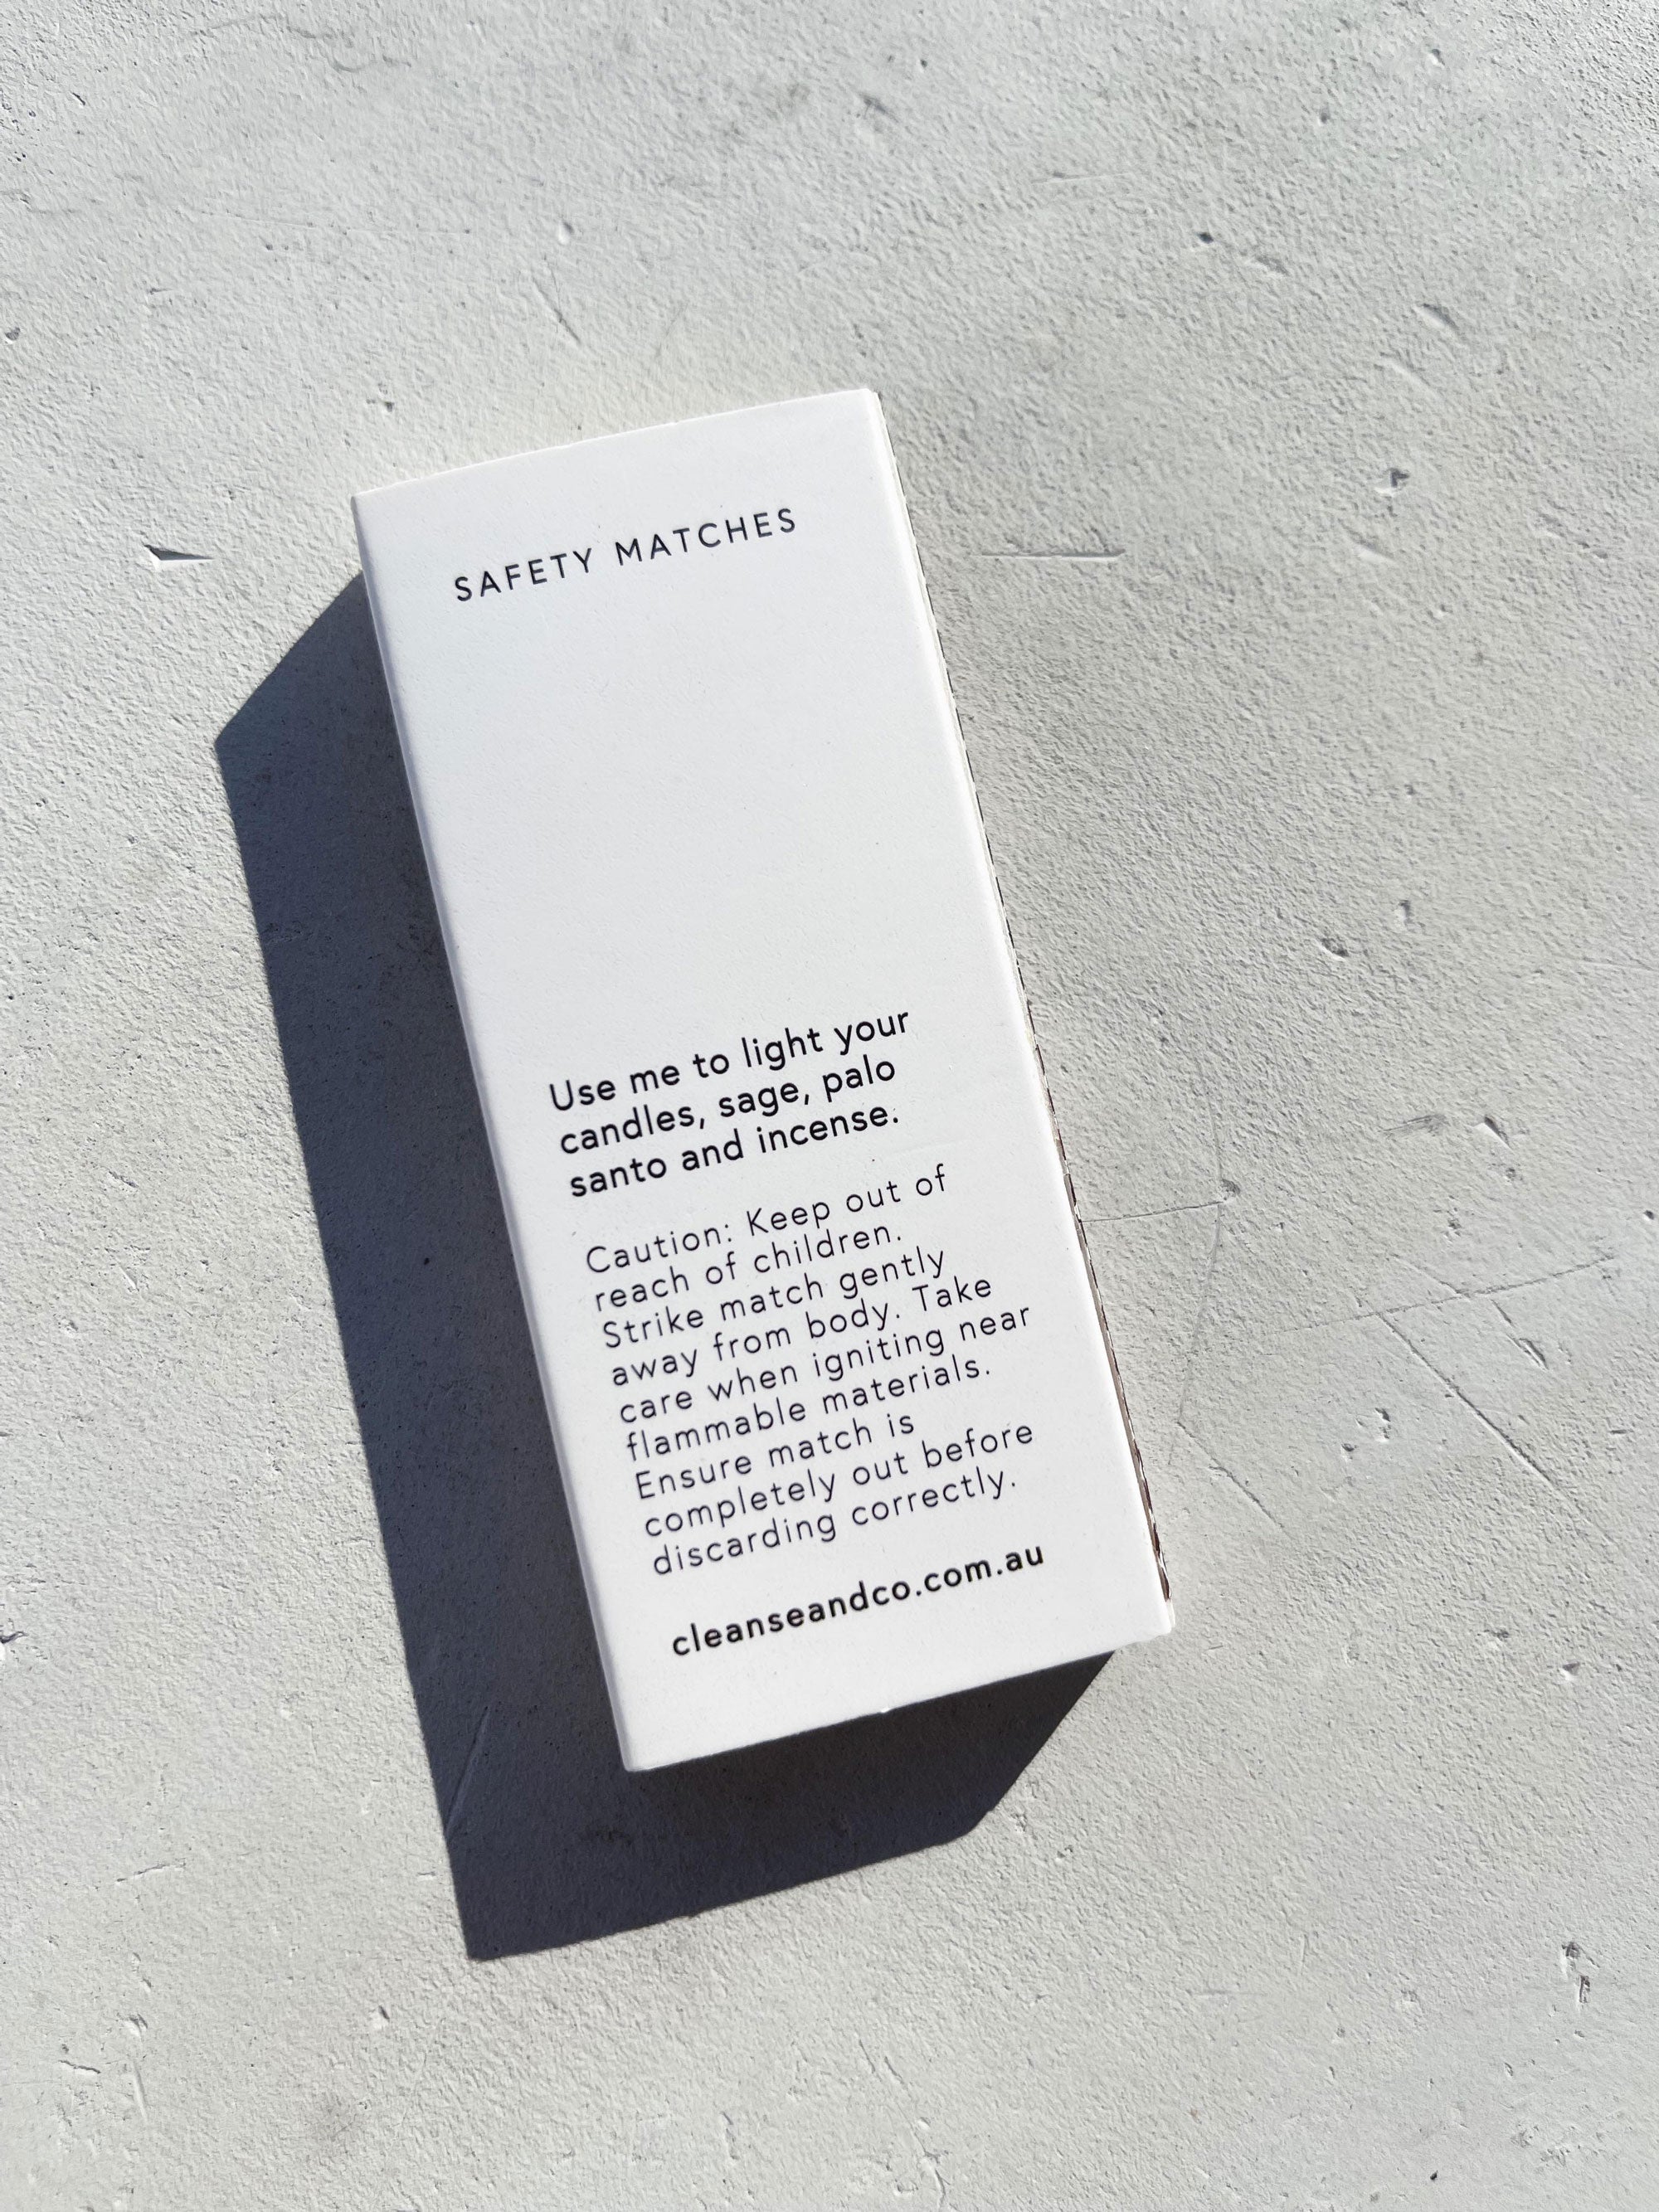 SAFETY MATCHES
Use me to light your
candles, sage, palo
santo and incense.
Caution: Keep out of
reach of children.
Strike match gently
away from body. Take
care when igniting near
flammable materials.
Ensure match is
completely out before
discarding correctly.
cleanseandco.com.au